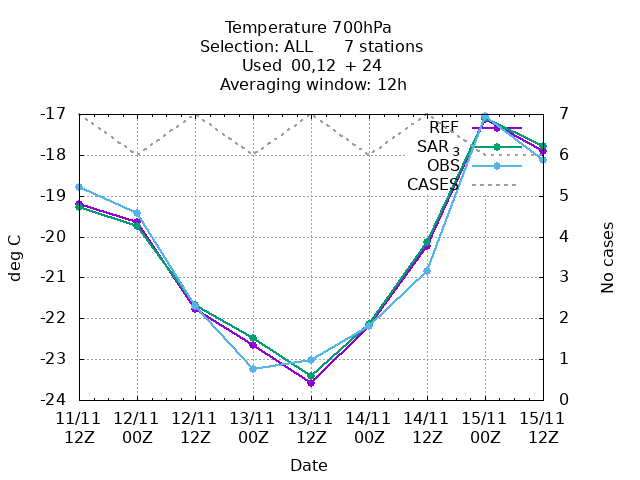 Temperature 700hPa
Selection: ALL 7 stations
Used 00,12 + 24
Averaging window: 12h
-17
-18
-19
-20
-21
-22
-23
-24
7
6
5
4
3
2
1
0
deg C
No cases
REF
SAR 3
OBS
CASES
11/11 12/11 12/11 13/11 13/11 14/11 14/11 15/11 15/11
12Z 00Z 12Z 00Z 12Z 00Z 12Z 00Z 12Z
Date